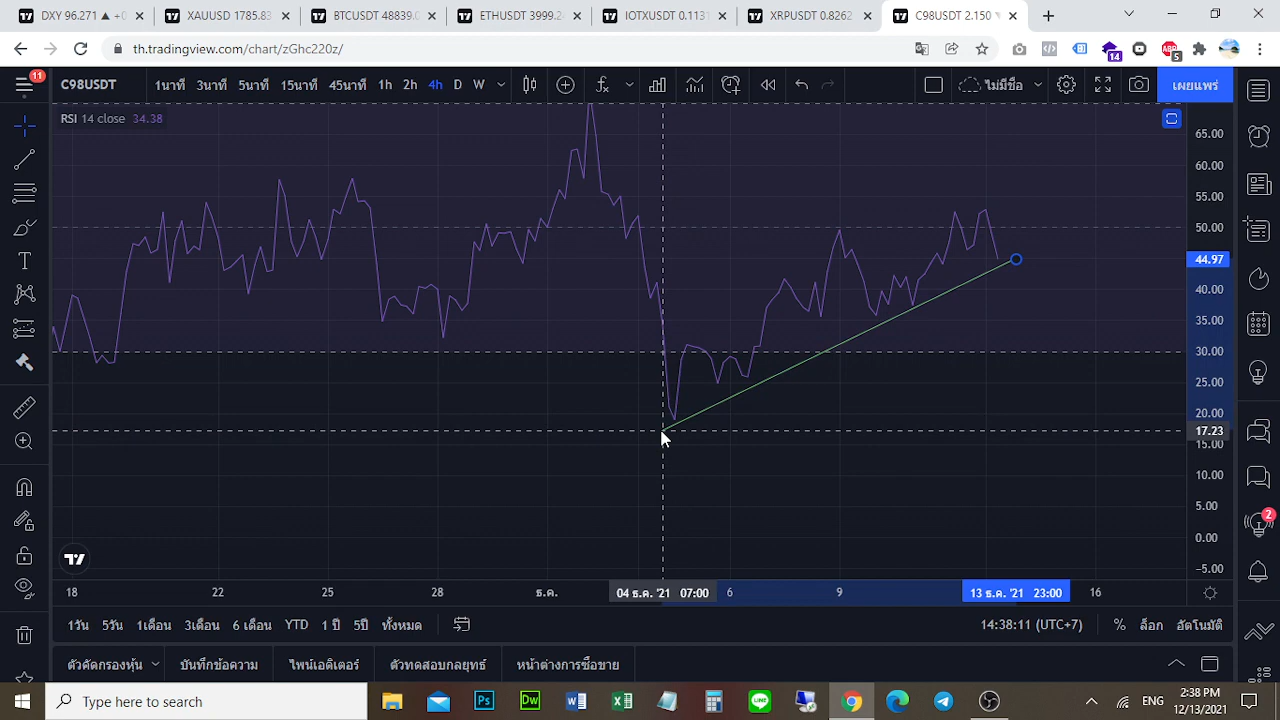 DXY 96.271 ▲ +0
XAUUSD 1785.83
BTCUSDT 48839.0
ETHUSDT 3999.24
IOTXUSDT 0.1131
XRPUSDT 0.8262
C98USDT 2.150 ▼
th.tradingview.com/chart/zGhc220z/
14
5
11
C98USDT
1นาที 3นาที 5นาที 15นาที 45นาที 1h 2h 4h D W
ไม่มีชื่อ
เผยแพร่
RSI 14 close 34.38
65.00
60.00
55.00
50.00
44.97
40.00
35.00
30.00
25.00
20.00
17.23
15.00
10.00
5.00
0.00
−5.00
2
18 22 25 28 ธ.ค. 04 ธ.ค. '21 07:00 6 9 13 ธ.ค. '21 23:00 16
1วัน 5วัน 1เดือน 3เดือน 6 เดือน YTD 1 ปี 5ปี ทั้งหมด
14:38:11 (UTC+7) % ล็อก อัตโนมัติ
ตัวคัดกรองหุ้น บันทึกข้อความ ไพน์เอดิเตอร์ ตัวทดสอบกลยุทธ์ หน้าต่างการซื้อขาย
Type here to search
Ps
Dw
LINE
ENG
2:38 PM
12/13/2021